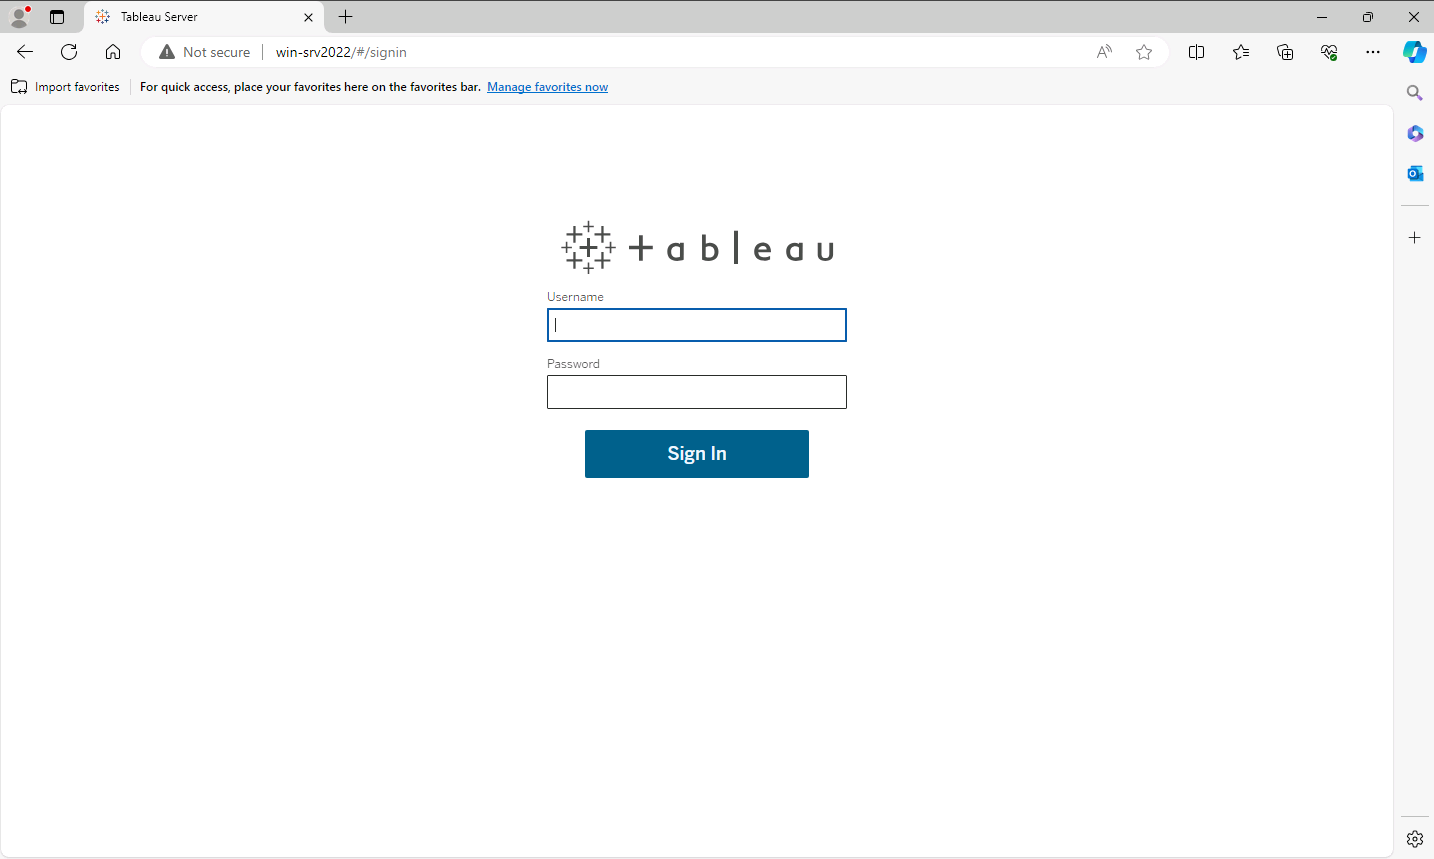 Tableau Server
Not secure
win-srv2022/#/signin
Import favorites
For quick access, place your favorites here on the favorites bar. Manage favorites now
tableau
Username
Password
Sign In